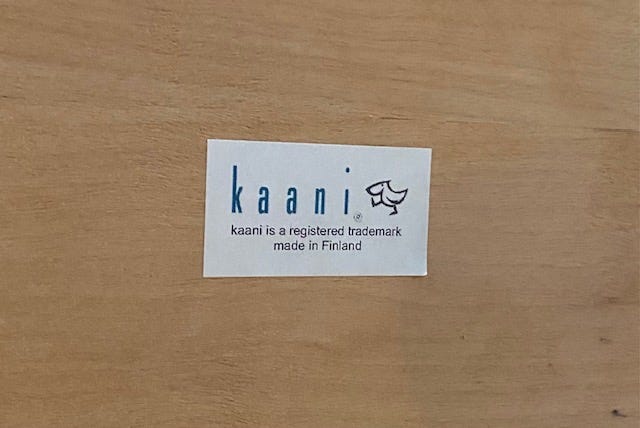 kaani®
kaani is a registered trademark
made in Finland